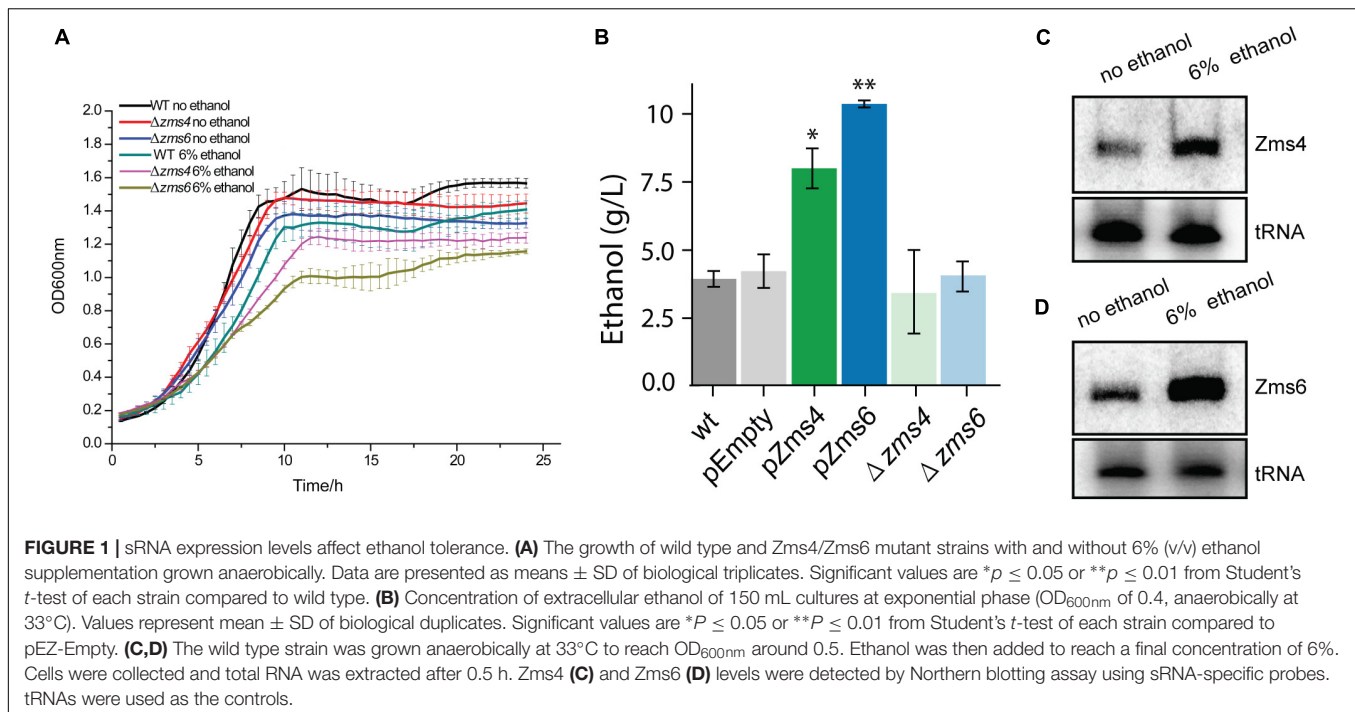 A
WT no ethanol
Δzms4 no ethanol
Δzms6 no ethanol
WT 6% ethanol
Δzms4 6% ethanol
Δzms6 6% ethanol
2.0
1.8
1.6
1.4
1.2
1.0
0.8
0.6
0.4
0.2
0.0
OD600nm
0
5
10
15
20
25
Time/h
B
Ethanol (g/L)
10
7.5
5.0
2.5
0.0
*
**
wt
pEmpty
pZms4
pZms6
Δ zms4
Δ zms6
C
no ethanol
6% ethanol
Zms4
tRNA
D
no ethanol
6% ethanol
Zms6
tRNA
FIGURE 1 | sRNA expression levels affect ethanol tolerance. (A) The growth of wild type and Zms4/Zms6 mutant strains with and without 6% (v/v) ethanol
supplementation grown anaerobically. Data are presented as means ± SD of biological triplicates. Significant values are *p ≤ 0.05 or **p ≤ 0.01 from Student's
t-test of each strain compared to wild type. (B) Concentration of extracellular ethanol of 150 mL cultures at exponential phase (OD600nm of 0.4, anaerobically at
33°C). Values represent mean ± SD of biological duplicates. Significant values are *P ≤ 0.05 or **P ≤ 0.01 from Student's t-test of each strain compared to
pEZ-Empty. (C,D) The wild type strain was grown anaerobically at 33°C to reach OD600nm around 0.5. Ethanol was then added to reach a final concentration of 6%.
Cells were collected and total RNA was extracted after 0.5 h. Zms4 (C) and Zms6 (D) levels were detected by Northern blotting assay using sRNA-specific probes.
tRNAs were used as the controls.